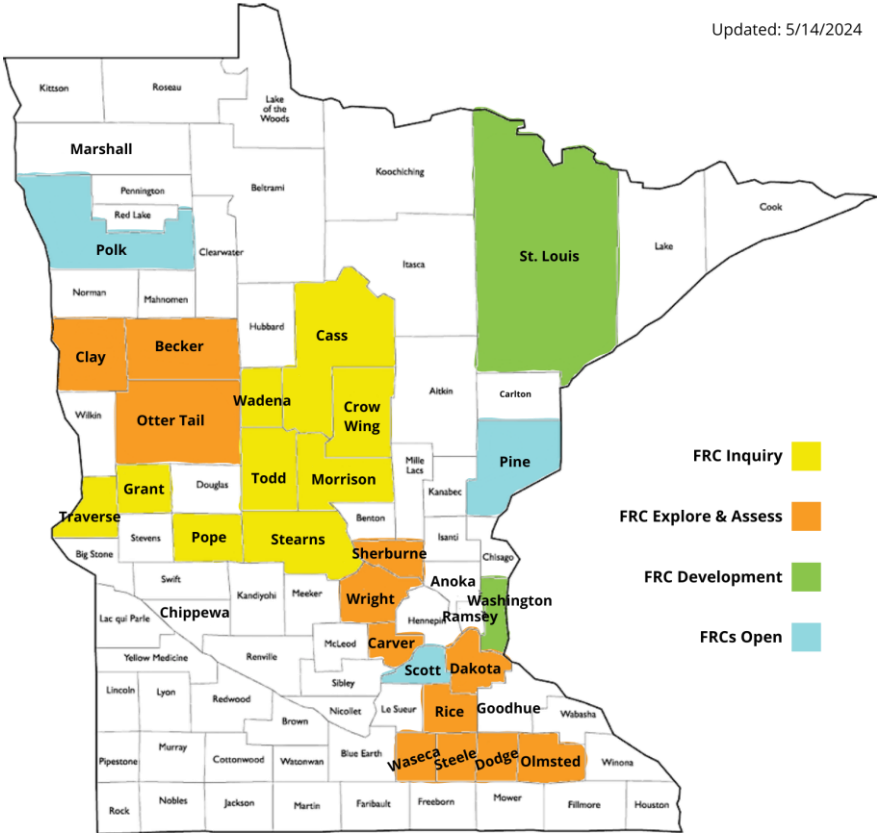 Updated: 5/14/2024
Kittson
Roseau
Lake
of the
Woods
Marshall
Koochiching
Pennington
Beltrami
Red Lake
Cook
Polk
Clearwater
Lake
St. Louis
Itasca
Norman
Mahnomen
Hubbard
Cass
Becker
Clay
Aitkin
Carlton
Wadena
Crow
Wing
Wilkin
Otter Tail
Pine
FRC Inquiry
Mille
Lacs
Todd
Morrison
Douglas
Grant
Kanabec
Traverse
Benton
FRC Explore & Assess
Stevens
Pope
Stearns
Isanti
Big Stone
Sherburne
Chisago
Swift
Anoka
FRC Development
Kandiyohi
Meeker
Wright
Washington
Chippewa
Lac qui Parle
Hennepin
Ramsey
FRCs Open
McLeod
Carver
Yellow Medicine
Renville
Scott
Dakota
Sibley
Lincoln
Lyon
Redwood
Nicollet
Le Sueur
Rice
Goodhue
Wabasha
Brown
Murray
Blue Earth
Waseca
Steele
Dodge
Olmsted
Pipestone
Cottonwood
Watonwan
Winona
Rock
Nobles
Jackson
Martin
Faribault
Freeborn
Mower
Fillmore
Houston